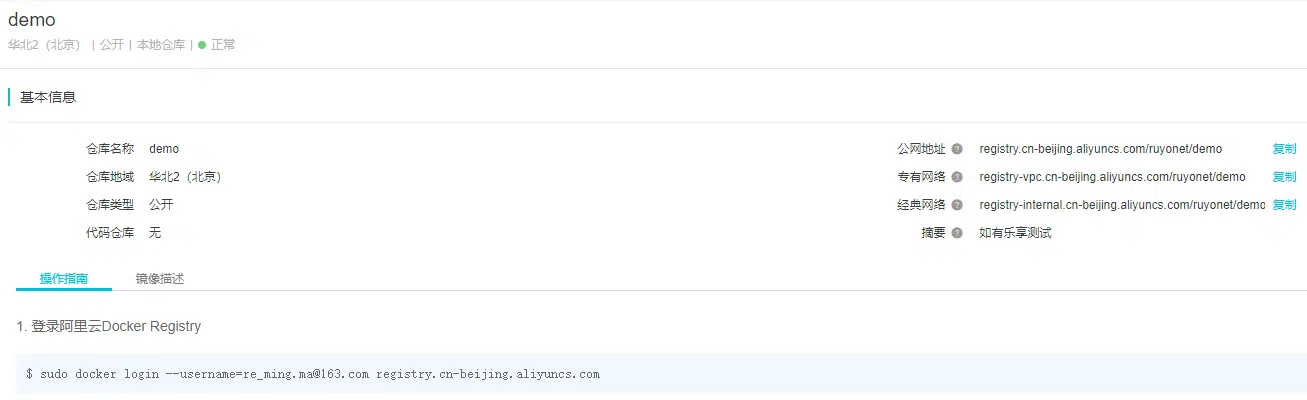 demo
华北2（北京） | 公开 | 本地仓库 | 正常
基本信息
仓库名称 demo
公网地址 ? registry.cn-beijing.aliyuncs.com/ruyonet/demo 复制
仓库地域 华北2（北京）
专有网络 ? registry-vpc.cn-beijing.aliyuncs.com/ruyonet/demo 复制
仓库类型 公开
经典网络 ? registry-internal.cn-beijing.aliyuncs.com/ruyonet/demo 复制
代码仓库 无
摘要 ? 如有乐享测试
操作指南 镜像描述
1. 登录阿里云Docker Registry
$ sudo docker login --username=re_ming.ma@163.com registry.cn-beijing.aliyuncs.com